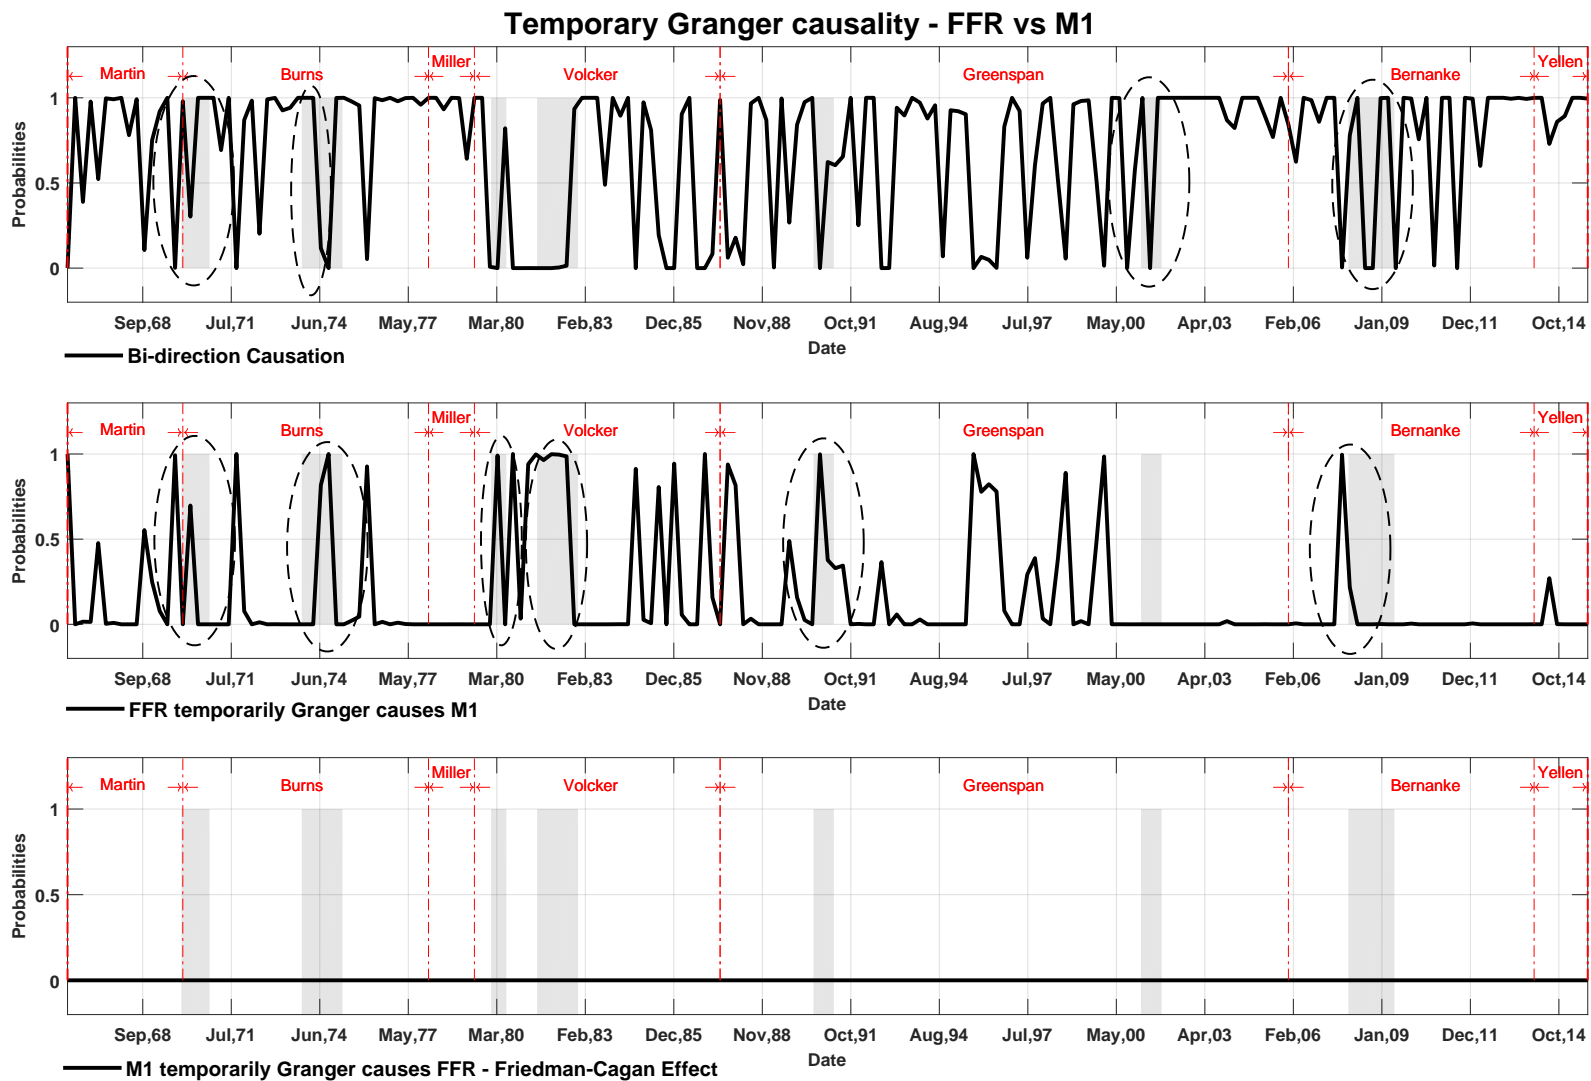 Temporary Granger causality - FFR vs M1
Martin Burns Miller Volcker Greenspan Bernanke Yellen
Probabilities
1
0.5
0
Sep,68 Jul,71 Jun,74 May,77 Mar,80 Feb,83 Dec,85 Nov,88 Oct,91 Aug,94 Jul,97 May,00 Apr,03 Feb,06 Jan,09 Dec,11 Oct,14
Date
Bi-direction Causation
Martin Burns Miller Volcker Greenspan Bernanke Yellen
Probabilities
1
0.5
0
Sep,68 Jul,71 Jun,74 May,77 Mar,80 Feb,83 Dec,85 Nov,88 Oct,91 Aug,94 Jul,97 May,00 Apr,03 Feb,06 Jan,09 Dec,11 Oct,14
Date
FFR temporarily Granger causes M1
Martin Burns Miller Volcker Greenspan Bernanke Yellen
Probabilities
1
0.5
0
Sep,68 Jul,71 Jun,74 May,77 Mar,80 Feb,83 Dec,85 Nov,88 Oct,91 Aug,94 Jul,97 May,00 Apr,03 Feb,06 Jan,09 Dec,11 Oct,14
Date
M1 temporarily Granger causes FFR - Friedman-Cagan Effect